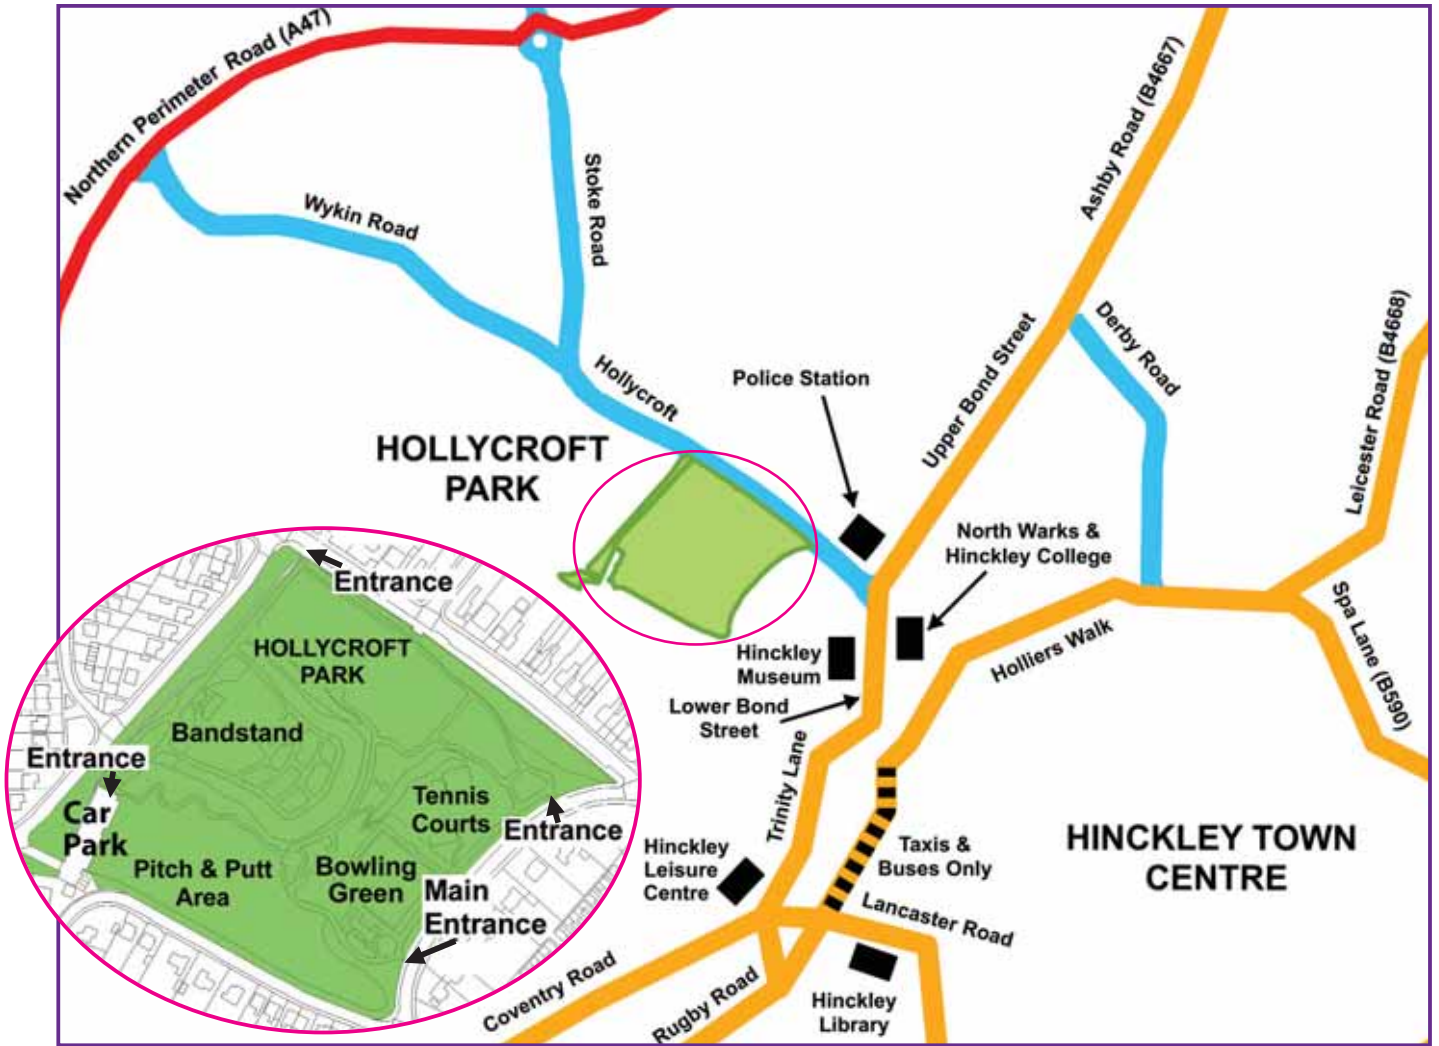 Northern Perimeter Road (A47)
Wykin Road
Stoke Road
Ashby Road (B4667)
Hollycroft
Upper Bond Street
Derby Road
Leicester Road (B4668)
Police Station
HOLLYCROFT
PARK
North Warks &
Hinckley College
Holliers Walk
Spa Lane (B590)
Hinckley
Museum
Lower Bond
Street
Trinity Lane
Taxis &
Buses Only
HINCKLEY TOWN
CENTRE
Hinckley
Leisure
Centre
Lancaster Road
Coventry Road
Rugby Road
Hinckley
Library
Entrance
HOLLYCROFT
PARK
Bandstand
Entrance
Car
Park
Tennis
Courts
Entrance
Pitch & Putt
Area
Bowling
Green
Main
Entrance